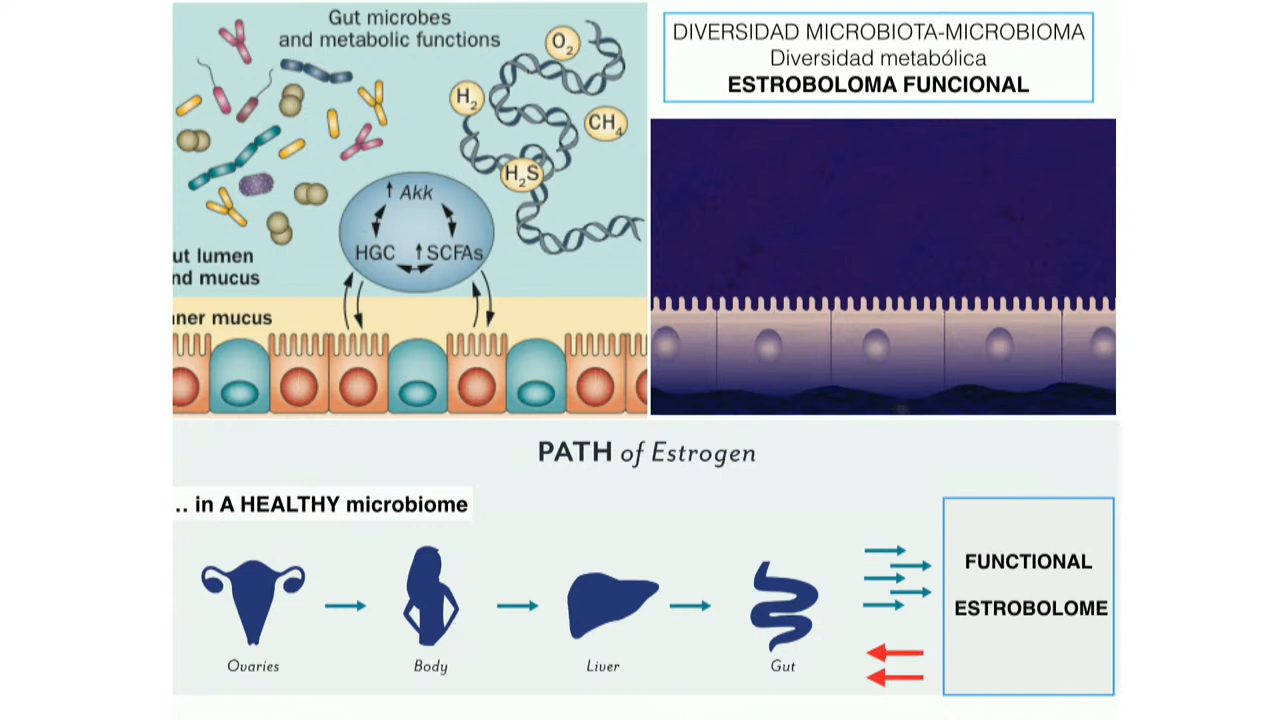 Gut microbes
and metabolic functions
O2
H2
CH4
H2S
↑ Akk
HGC ↑SCFAs
ut lumen
nd mucus
nner mucus
DIVERSIDAD MICROBIOTA-MICROBIOMA
Diversidad metabólica
ESTROBOLOMA FUNCIONAL
PATH of Estrogen
.. in A HEALTHY microbiome
Ovaries
Body
Liver
Gut
FUNCTIONAL
ESTROBOLOME